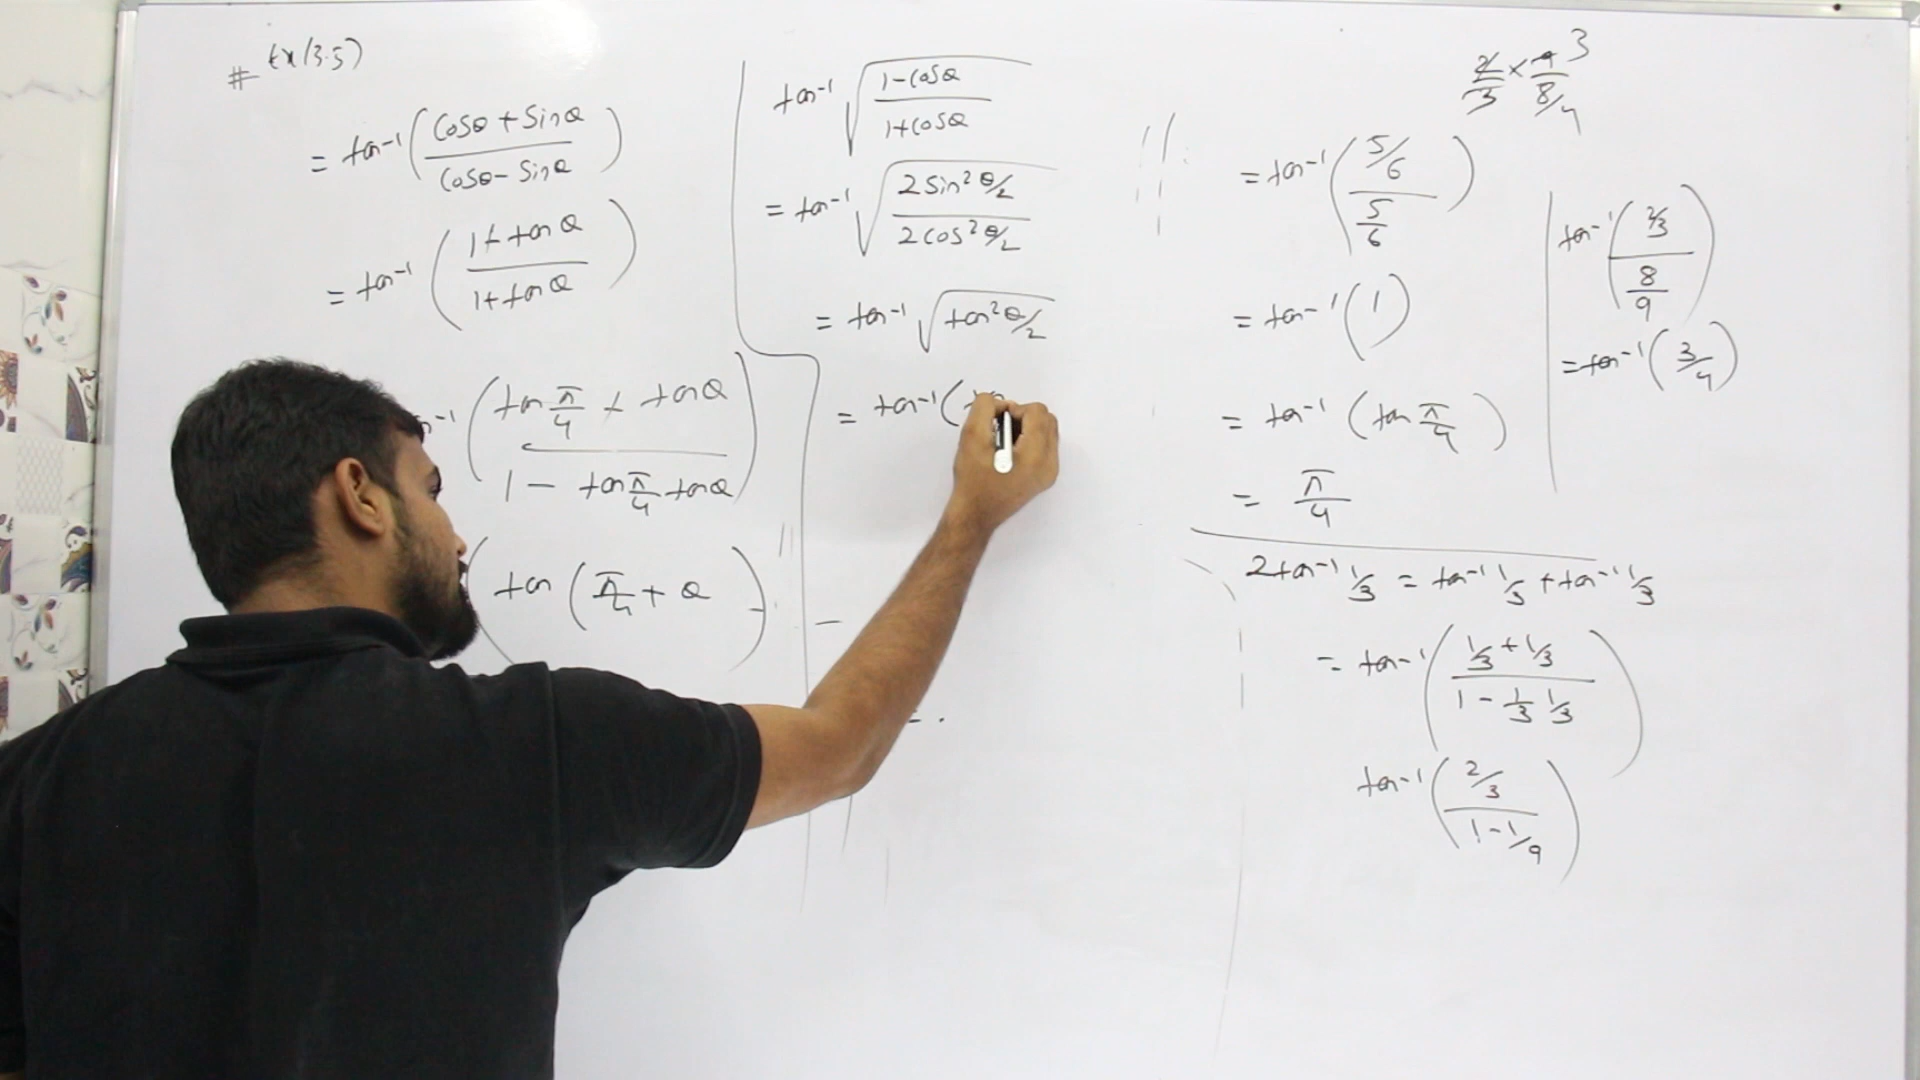 # Ex(3.5)
= tan⁻¹((cosθ + sinθ)/(cosθ - sinθ))
= tan⁻¹((1+tanθ)/(1+tanθ))
n⁻¹((tan π/4 + tanθ)/(1 - tan π/4 tanθ))
(tan(π/4 + θ)
tan⁻¹√((1-cosθ)/(1+cosθ))
= tan⁻¹√((2sin²θ/2)/(2cos²θ/2))
= tan⁻¹√(tan²θ/2)
= tan⁻¹(
2/3 × 9/8 3
4
= tan⁻¹((5/6)/(5/6))
= tan⁻¹(1)
= tan⁻¹(tan π/4)
= π/4
tan⁻¹((2/3)/(8/9))
= tan⁻¹(3/4)
2tan⁻¹ 1/3 = tan⁻¹ 1/3 + tan⁻¹ 1/3
= tan⁻¹((1/3 + 1/3)/(1 - 1/3 1/3))
tan⁻¹((2/3)/(1 - 1/9))